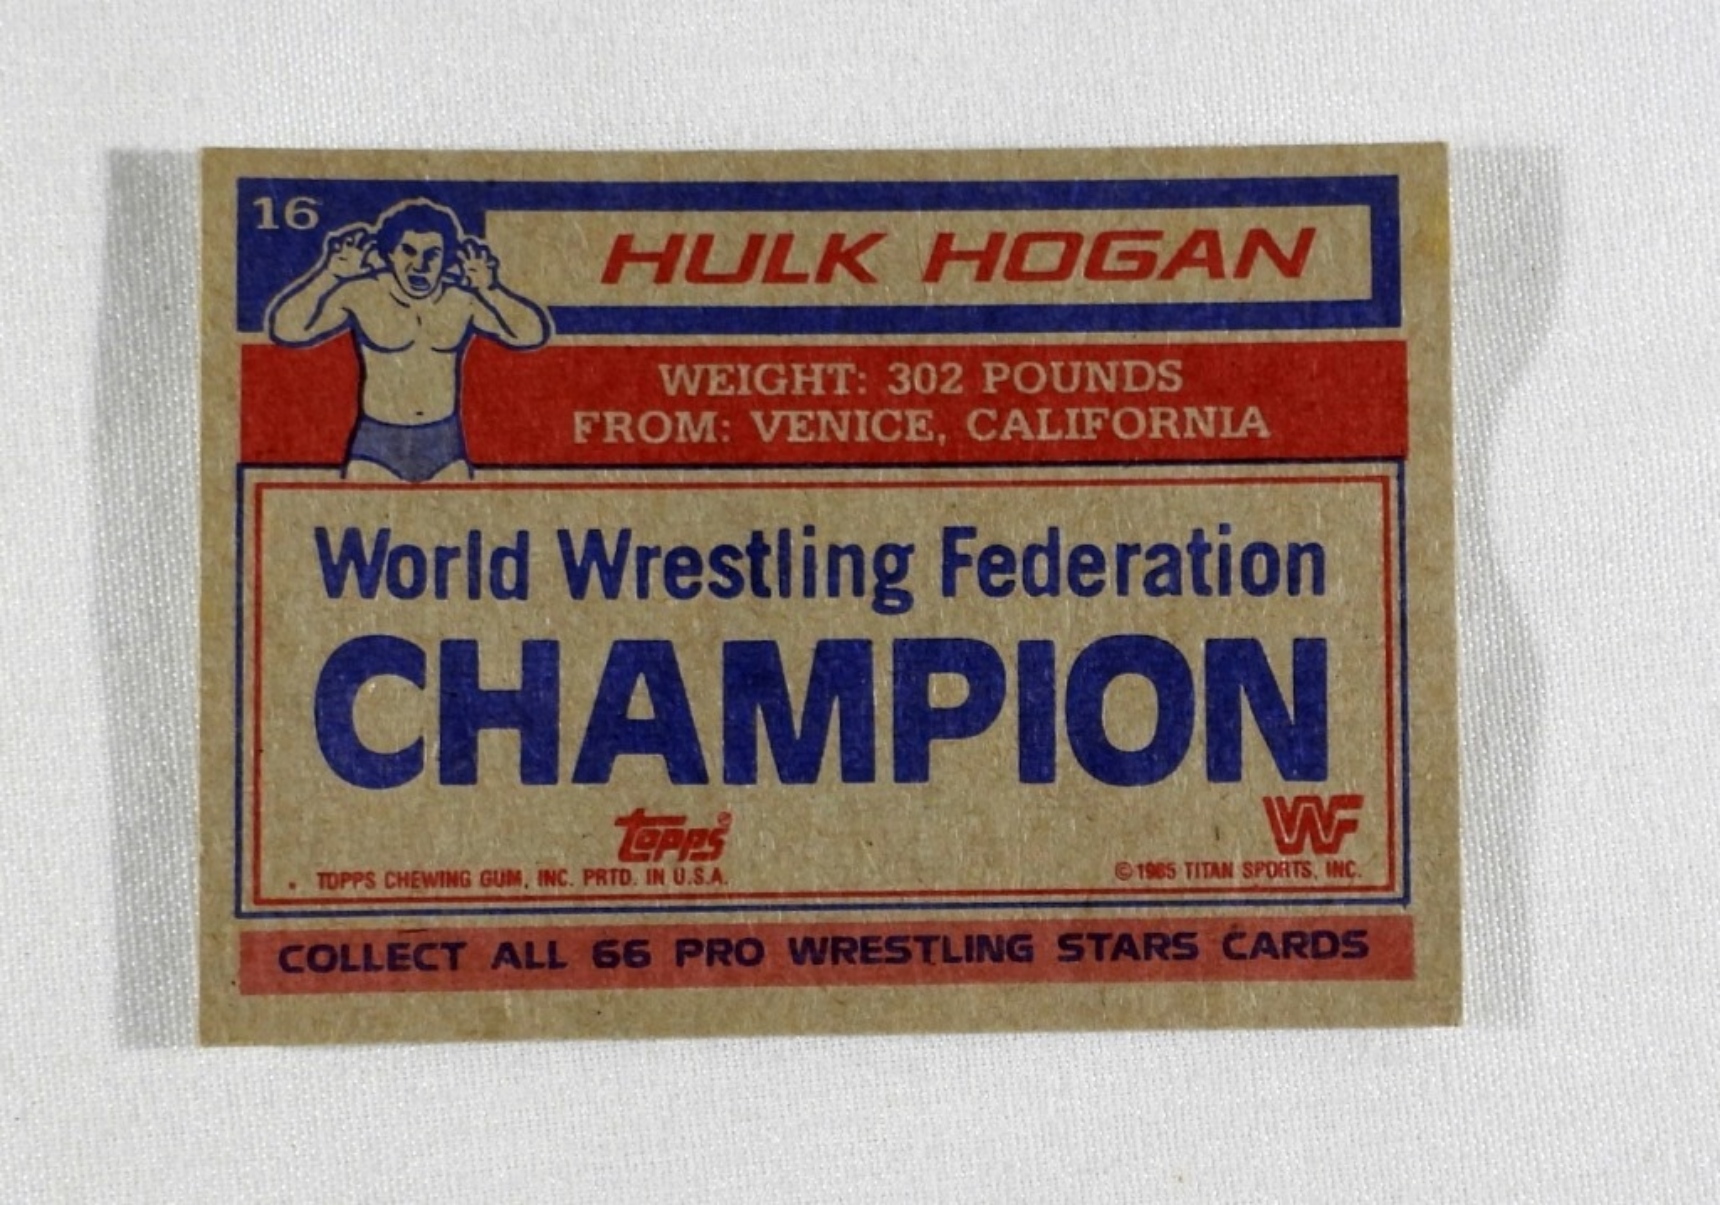 16
HULK HOGAN
WEIGHT: 302 POUNDS
FROM: VENICE, CALIFORNIA
World Wrestling Federation
CHAMPION
topps®
WF
TOPPS CHEWING GUM, INC. PRTD. IN U.S.A.
©1985 TITAN SPORTS, INC.
COLLECT ALL 66 PRO WRESTLING STARS CARDS